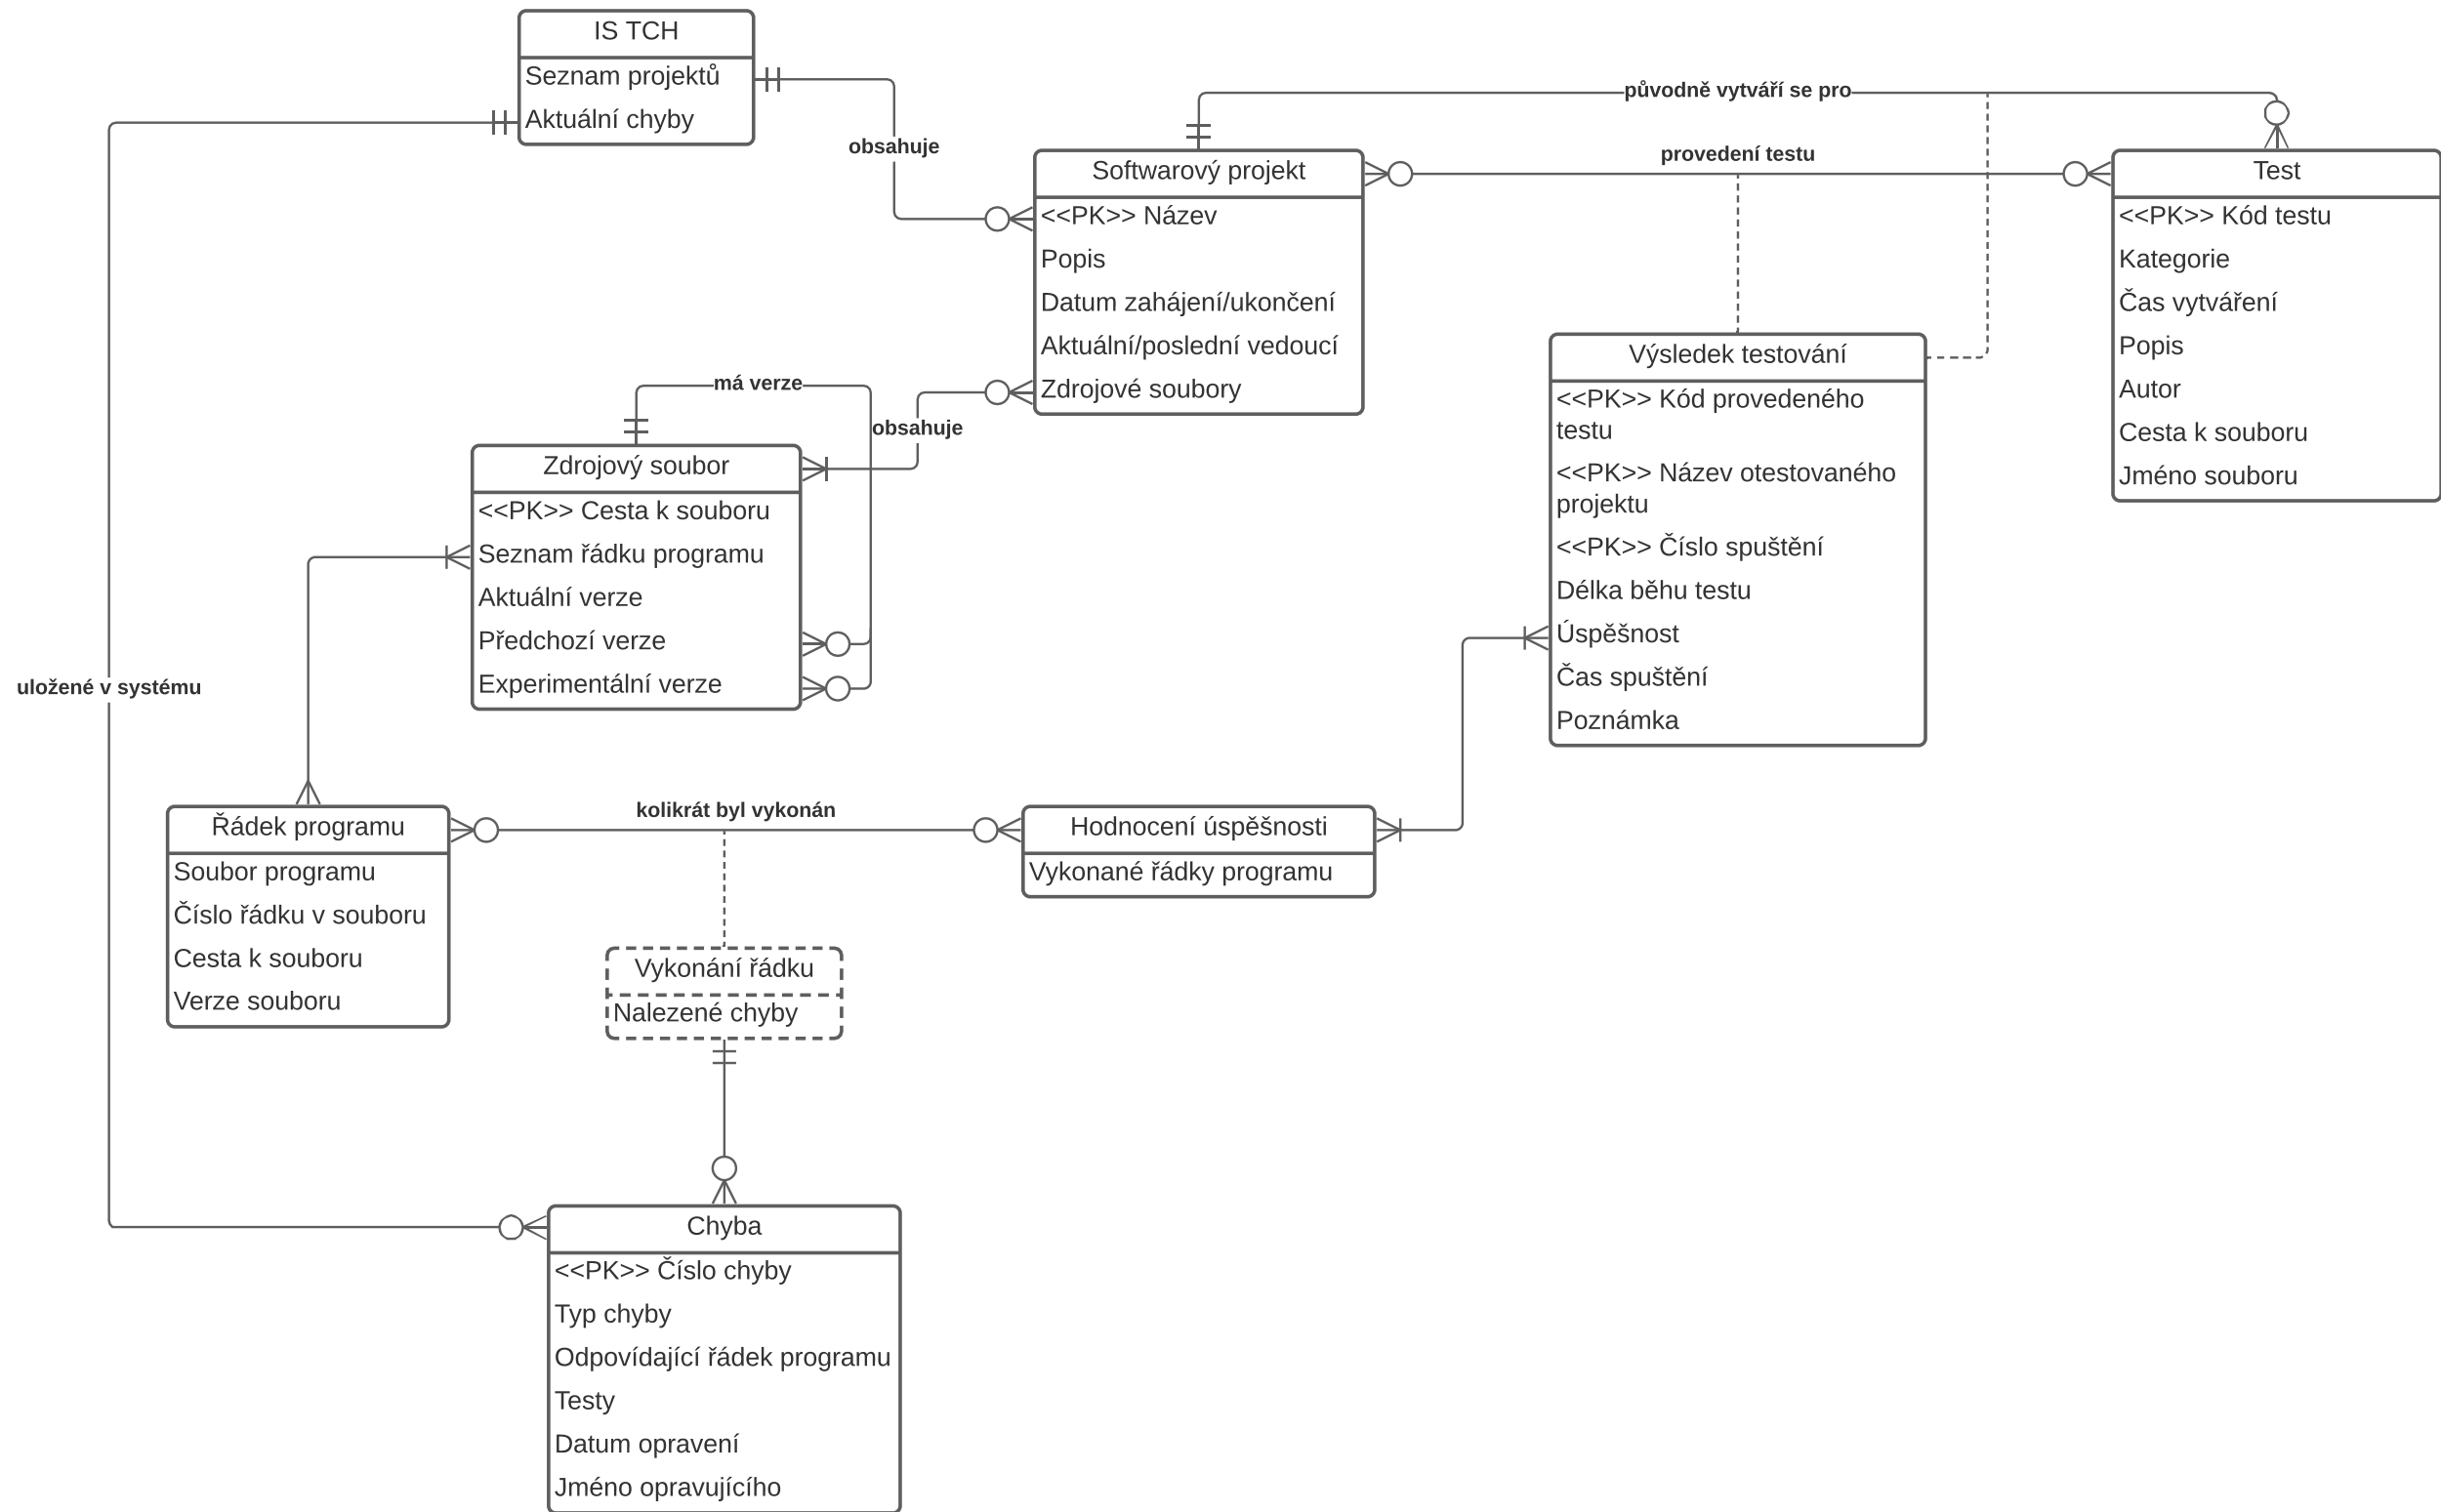 IS TCH
Seznam projektů
Aktuální chyby
obsahuje
původně vytváří se pro
provedení testu
Softwarový projekt
<<PK>> Název
Popis
Datum zahájení/ukončení
Aktuální/poslední vedoucí
Zdrojové soubory
Test
<<PK>> Kód testu
Kategorie
Čas vytváření
Popis
Autor
Cesta k souboru
Jméno souboru
Výsledek testování
<<PK>> Kód provedeného
testu
<<PK>> Název otestovaného
projektu
<<PK>> Číslo spuštění
Délka běhu testu
Úspěšnost
Čas spuštění
Poznámka
má verze
obsahuje
Zdrojový soubor
<<PK>> Cesta k souboru
Seznam řádku programu
Aktuální verze
Předchozí verze
Experimentální verze
uložené v systému
Řádek programu
Soubor programu
Číslo řádku v souboru
Cesta k souboru
Verze souboru
kolikrát byl vykonán
Hodnocení úspěšnosti
Vykonané řádky programu
Vykonání řádku
Nalezené chyby
Chyba
<<PK>> Číslo chyby
Typ chyby
Odpovídající řádek programu
Testy
Datum opravení
Jméno opravujícího